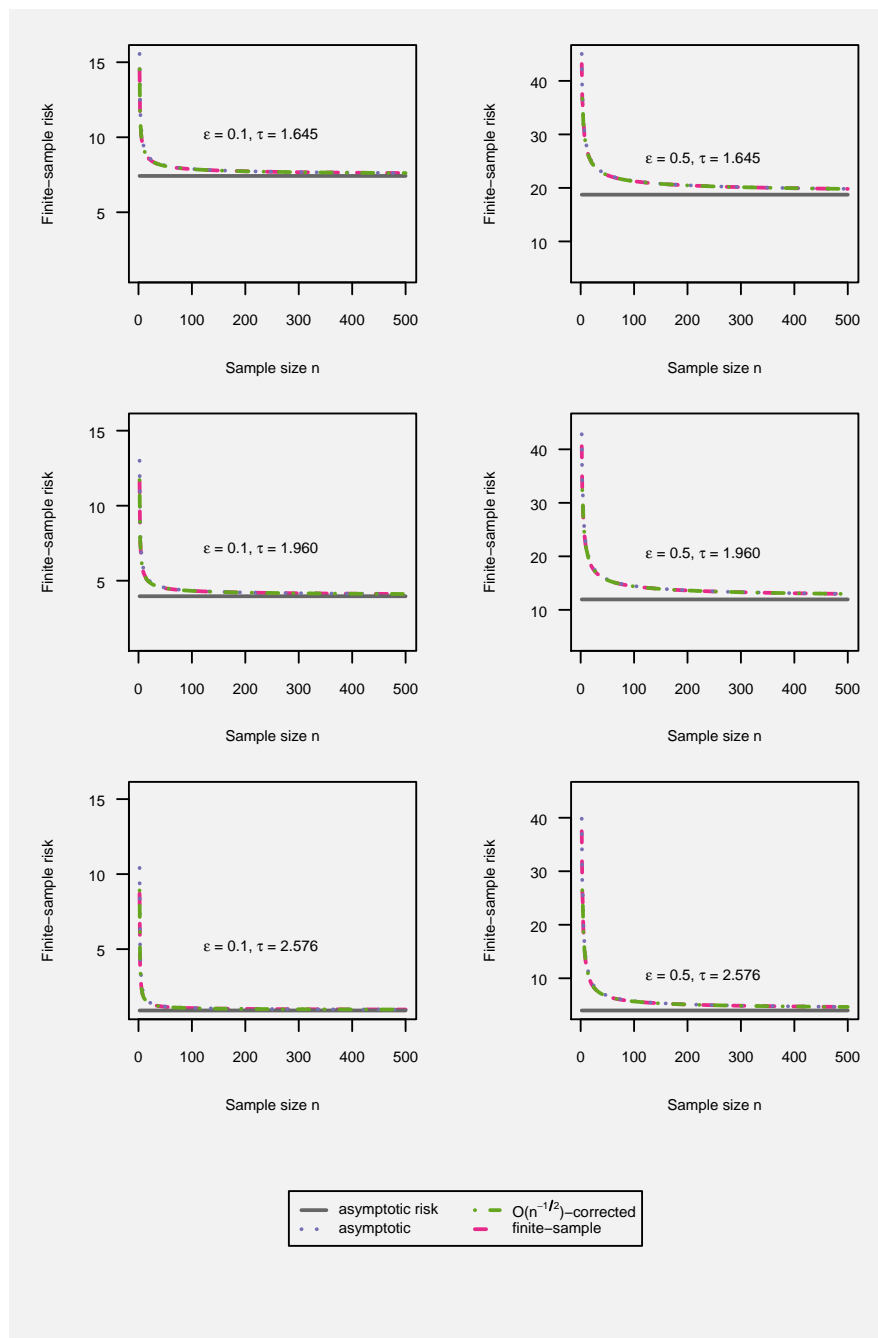 15
10
5
Finite−sample risk
ε = 0.1, τ = 1.645
0 100 200 300 400 500
Sample size n
40
30
20
10
Finite−sample risk
ε = 0.5, τ = 1.645
0 100 200 300 400 500
Sample size n
15
10
5
Finite−sample risk
ε = 0.1, τ = 1.960
0 100 200 300 400 500
Sample size n
40
30
20
10
Finite−sample risk
ε = 0.5, τ = 1.960
0 100 200 300 400 500
Sample size n
15
10
5
Finite−sample risk
ε = 0.1, τ = 2.576
0 100 200 300 400 500
Sample size n
40
30
20
10
Finite−sample risk
ε = 0.5, τ = 2.576
0 100 200 300 400 500
Sample size n
asymptotic risk
asymptotic
O(n⁻¹/²)−corrected
finite−sample